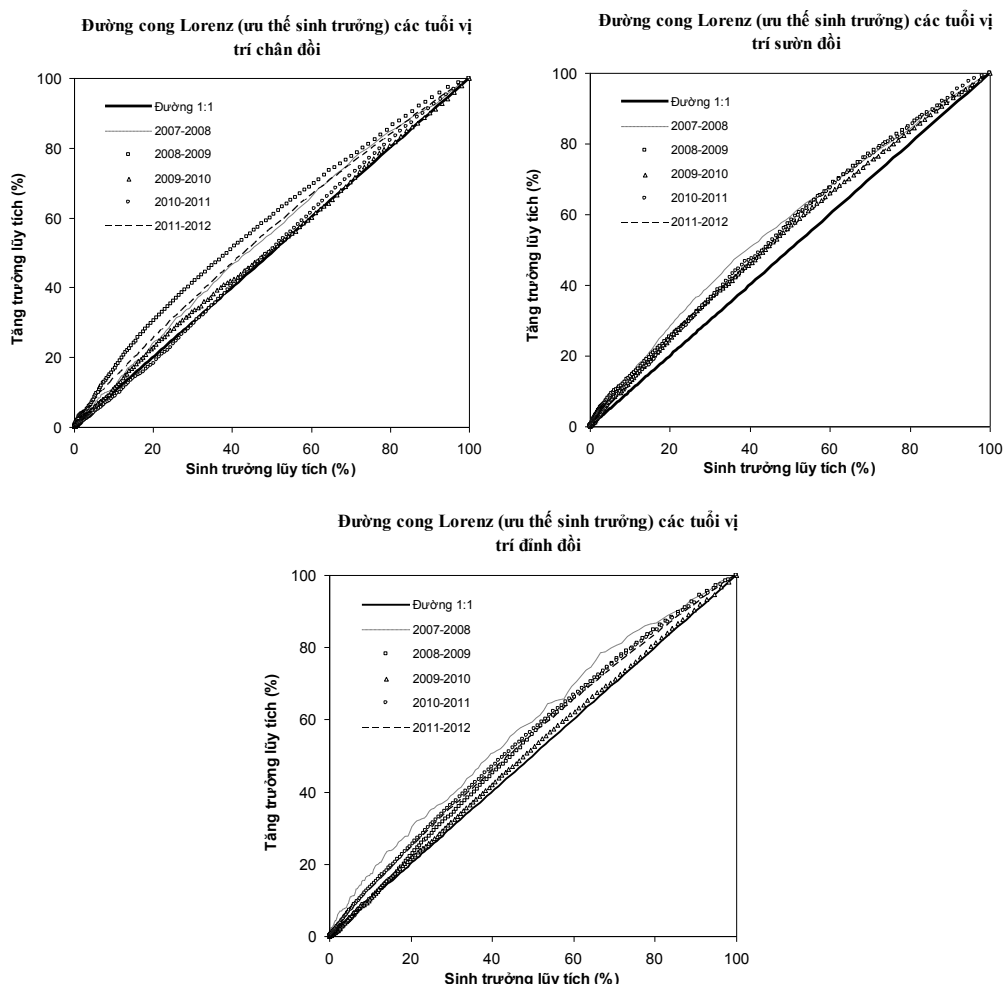 Đường cong Lorenz (ưu thế sinh trưởng) các tuổi vị
trí chân đồi
100
80
60
40
20
0
Tăng trưởng lũy tích (%)
Đường 1:1
2007-2008
2008-2009
2009-2010
2010-2011
2011-2012
0 20 40 60 80 100
Sinh trưởng lũy tích (%)
Đường cong Lorenz (ưu thế sinh trưởng) các tuổi vị
trí sườn đồi
100
80
60
40
20
0
Tăng trưởng lũy tích (%)
Đường 1:1
2007-2008
2008-2009
2009-2010
2010-2011
2011-2012
0 20 40 60 80 100
Sinh trưởng lũy tích (%)
Đường cong Lorenz (ưu thế sinh trưởng) các tuổi vị
trí đỉnh đồi
100
80
60
40
20
0
Tăng trưởng lũy tích (%)
Đường 1:1
2007-2008
2008-2009
2009-2010
2010-2011
2011-2012
0 20 40 60 80 100
Sinh trưởng lũy tích (%)